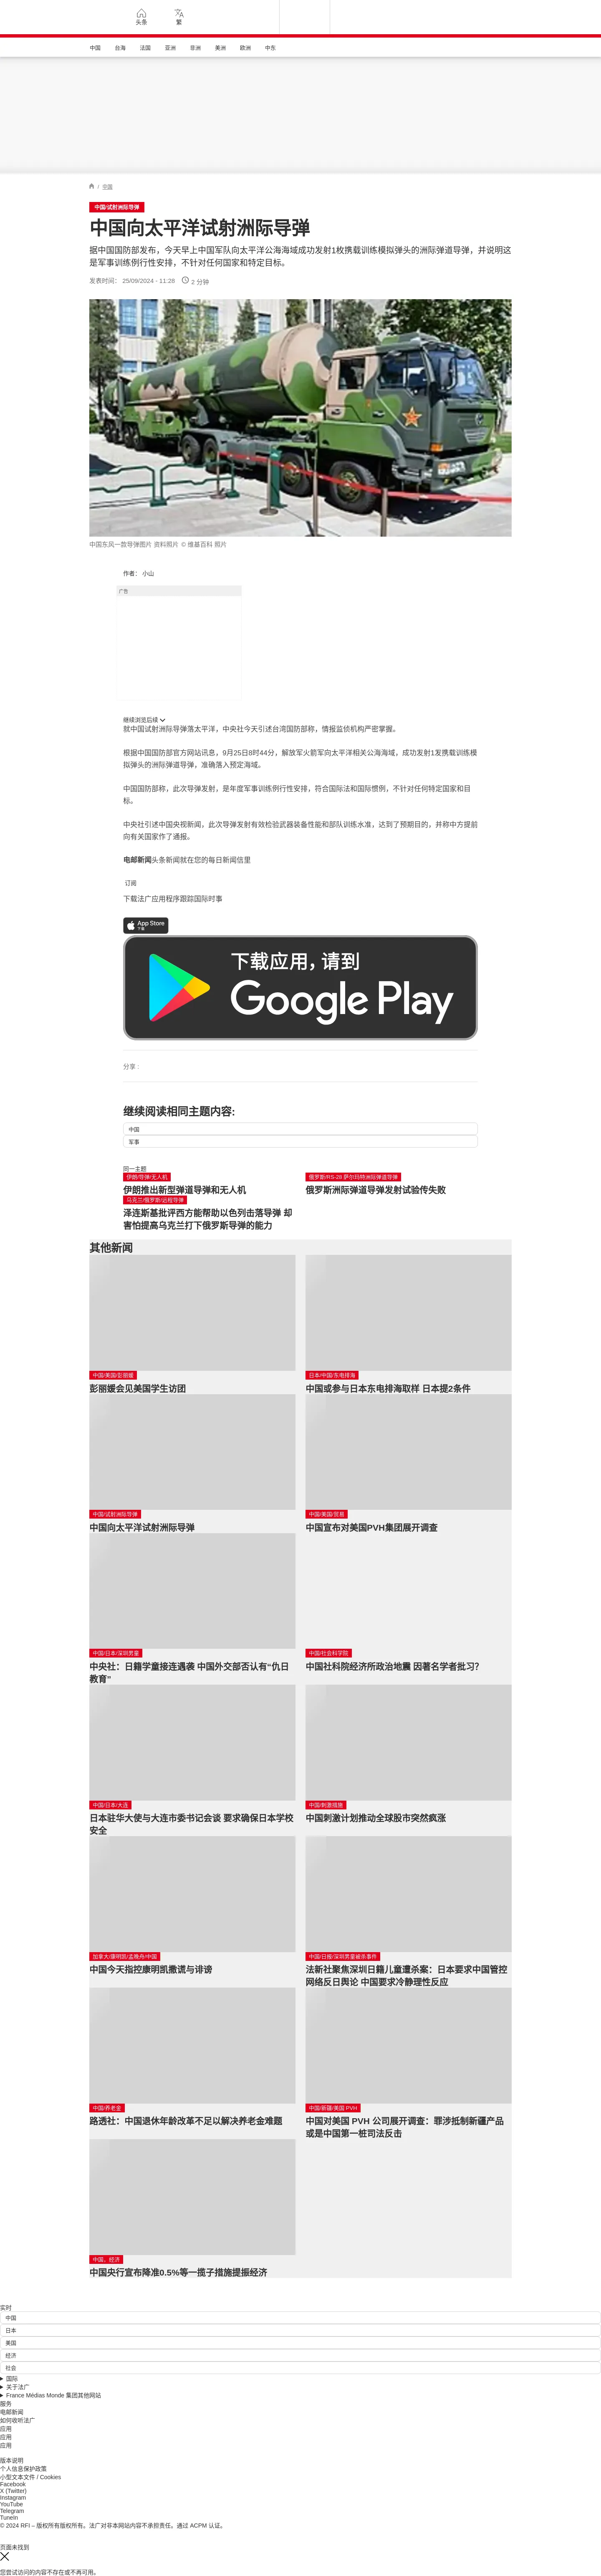 头条
繁
中国
台海
法国
亚洲
非洲
美洲
欧洲
中东
/ 中国
中国/试射洲际导弹
中国向太平洋试射洲际导弹
据中国国防部发布，今天早上中国军队向太平洋公海海域成功发射1枚携载训练模拟弹头的洲际弹道导弹，并说明这
是军事训练例行性安排，不针对任何国家和特定目标。
发表时间： 25/09/2024 - 11:28
2 分钟
中国东风一款导弹图片 资料照片 © 维基百科 照片
作者： 小山
广告
继续浏览后续
就中国试射洲际导弹落太平洋，中央社今天引述台湾国防部称，情报监侦机构严密掌握。
根据中国国防部官方网站讯息，9月25日8时44分，解放军火箭军向太平洋相关公海海域，成功发射1发携载训练模
拟弹头的洲际弹道导弹，准确落入预定海域。
中国国防部称，此次导弹发射，是年度军事训练例行性安排，符合国际法和国际惯例，不针对任何特定国家和目
标。
中央社引述中国央视新闻，此次导弹发射有效检验武器装备性能和部队训练水准，达到了预期目的，并称中方提前
向有关国家作了通报。
电邮新闻头条新闻就在您的每日新闻信里
订阅
下载法广应用程序跟踪国际时事
App Store
下载
下载应用，请到
Google Play
分享 :
继续阅读相同主题内容:
中国
军事
同一主题
伊朗/导弹/无人机
伊朗推出新型弹道导弹和无人机
俄罗斯/RS-28 萨尔玛特洲际弹道导弹
俄罗斯洲际弹道导弹发射试验传失败
乌克兰/俄罗斯/远程导弹
泽连斯基批评西方能帮助以色列击落导弹 却
害怕提高乌克兰打下俄罗斯导弹的能力
其他新闻
中国/美国/彭丽媛
彭丽媛会见美国学生访团
日本/中国/东电排海
中国或参与日本东电排海取样 日本提2条件
中国/试射洲际导弹
中国向太平洋试射洲际导弹
中国/美国/贸易
中国宣布对美国PVH集团展开调查
中国/日本/深圳男童
中央社：日籍学童接连遇袭 中国外交部否认有“仇日
教育”
中国/社会科学院
中国社科院经济所政治地震 因著名学者批习?
中国/日本/大连
日本驻华大使与大连市委书记会谈 要求确保日本学校
安全
中国/刺激措施
中国刺激计划推动全球股市突然疯涨
加拿大/康明凯/孟晚舟/中国
中国今天指控康明凯撒谎与诽谤
中国/日报/深圳男童被杀事件
法新社聚焦深圳日籍儿童遭杀案：日本要求中国管控
网络反日舆论 中国要求冷静理性反应
中国/养老金
路透社：中国退休年龄改革不足以解决养老金难题
中国/新疆/美国 PVH
中国对美国 PVH 公司展开调查：罪涉抵制新疆产品
或是中国第一桩司法反击
中国，经济
中国央行宣布降准0.5%等一揽子措施提振经济
实时
中国
日本
美国
经济
社会
国际
关于法广
France Médias Monde 集团其他网站
服务
电邮新闻
如何收听法广
应用
应用
应用
版本说明
个人信息保护政策
小型文本文件 / Cookies
Facebook
X (Twitter)
Instagram
YouTube
Telegram
TuneIn
© 2024 RFI – 版权所有版权所有。法广对非本网站内容不承担责任。通过 ACPM 认证。
页面未找到
您尝试访问的内容不存在或不再可用。